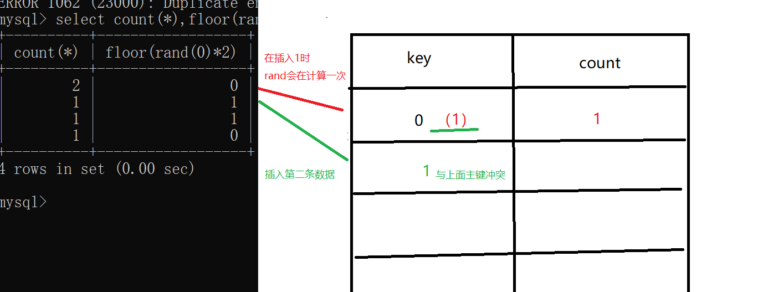 ERROR 1062 (23000): Duplicate en
mysql> select count(*),floor(ran
count(*) | floor(rand(0)*2)
2 | 0
1 | 1
1 | 1
1 | 0
4 rows in set (0.00 sec)
mysql>
在插入1时
rand会在计算一次
插入第二条数据
key
count
0 (1)
1
1 与上面主键冲突